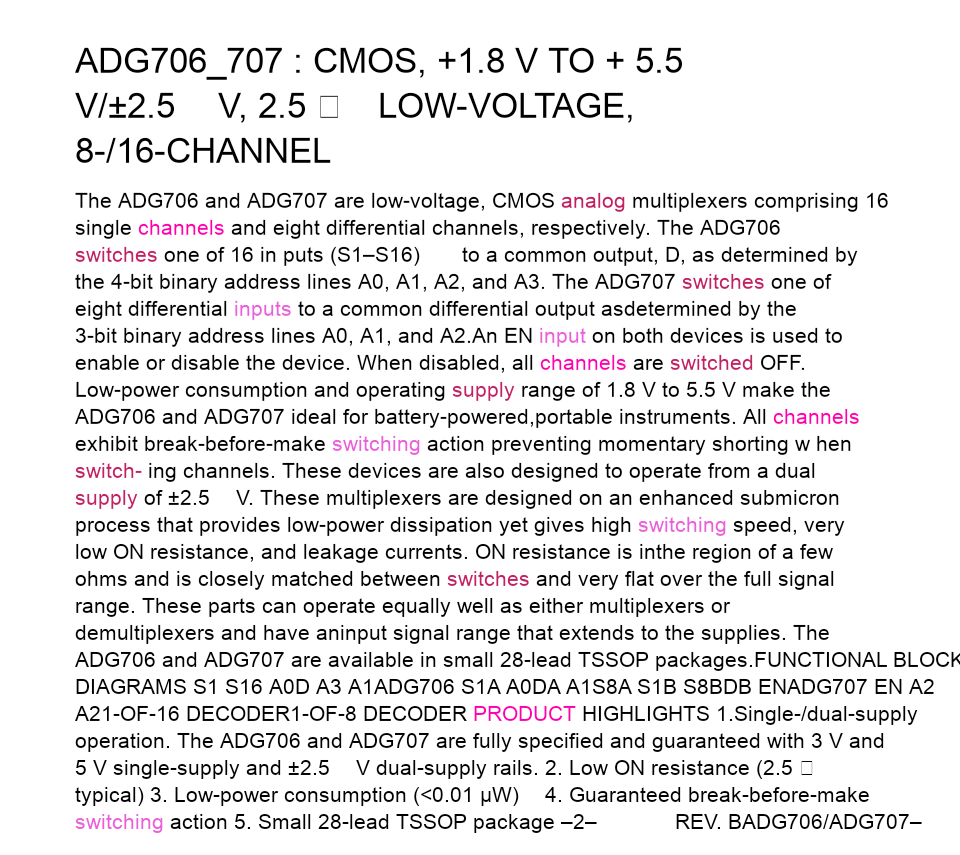 ADG706_707 : CMOS, +1.8 V TO + 5.5
V/±2.5 V, 2.5 □ LOW-VOLTAGE,
8-/16-CHANNEL
The ADG706 and ADG707 are low-voltage, CMOS analog multiplexers comprising 16
single channels and eight differential channels, respectively. The ADG706
switches one of 16 in puts (S1–S16) to a common output, D, as determined by
the 4-bit binary address lines A0, A1, A2, and A3. The ADG707 switches one of
eight differential inputs to a common differential output asdetermined by the
3-bit binary address lines A0, A1, and A2.An EN input on both devices is used to
enable or disable the device. When disabled, all channels are switched OFF.
Low-power consumption and operating supply range of 1.8 V to 5.5 V make the
ADG706 and ADG707 ideal for battery-powered,portable instruments. All channels
exhibit break-before-make switching action preventing momentary shorting w hen
switch- ing channels. These devices are also designed to operate from a dual
supply of ±2.5 V. These multiplexers are designed on an enhanced submicron
process that provides low-power dissipation yet gives high switching speed, very
low ON resistance, and leakage currents. ON resistance is inthe region of a few
ohms and is closely matched between switches and very flat over the full signal
range. These parts can operate equally well as either multiplexers or
demultiplexers and have aninput signal range that extends to the supplies. The
ADG706 and ADG707 are available in small 28-lead TSSOP packages.FUNCTIONAL BLOCK
DIAGRAMS S1 S16 A0D A3 A1ADG706 S1A A0DA A1S8A S1B S8BDB ENADG707 EN A2
A21-OF-16 DECODER1-OF-8 DECODER PRODUCT HIGHLIGHTS 1.Single-/dual-supply
operation. The ADG706 and ADG707 are fully specified and guaranteed with 3 V and
5 V single-supply and ±2.5 V dual-supply rails. 2. Low ON resistance (2.5 □
typical) 3. Low-power consumption (<0.01 µW) 4. Guaranteed break-before-make
switching action 5. Small 28-lead TSSOP package –2– REV. BADG706/ADG707–